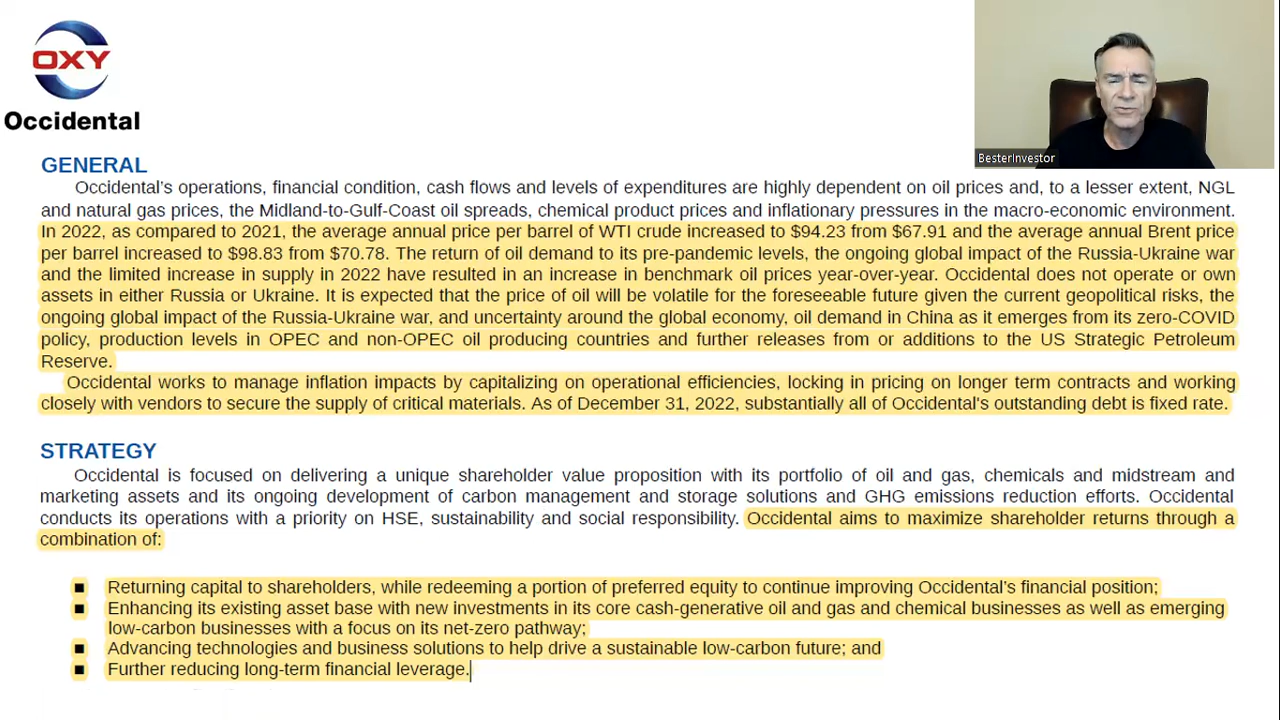 OXY
Occidental
BesterInvestor
GENERAL
Occidental's operations, financial condition, cash flows and levels of expenditures are highly dependent on oil prices and, to a lesser extent, NGL
and natural gas prices, the Midland-to-Gulf-Coast oil spreads, chemical product prices and inflationary pressures in the macro-economic environment.
In 2022, as compared to 2021, the average annual price per barrel of WTI crude increased to $94.23 from $67.91 and the average annual Brent price
per barrel increased to $98.83 from $70.78. The return of oil demand to its pre-pandemic levels, the ongoing global impact of the Russia-Ukraine war
and the limited increase in supply in 2022 have resulted in an increase in benchmark oil prices year-over-year. Occidental does not operate or own
assets in either Russia or Ukraine. It is expected that the price of oil will be volatile for the foreseeable future given the current geopolitical risks, the
ongoing global impact of the Russia-Ukraine war, and uncertainty around the global economy, oil demand in China as it emerges from its zero-COVID
policy, production levels in OPEC and non-OPEC oil producing countries and further releases from or additions to the US Strategic Petroleum
Reserve.
Occidental works to manage inflation impacts by capitalizing on operational efficiencies, locking in pricing on longer term contracts and working
closely with vendors to secure the supply of critical materials. As of December 31, 2022, substantially all of Occidental's outstanding debt is fixed rate.
STRATEGY
Occidental is focused on delivering a unique shareholder value proposition with its portfolio of oil and gas, chemicals and midstream and
marketing assets and its ongoing development of carbon management and storage solutions and GHG emissions reduction efforts. Occidental
conducts its operations with a priority on HSE, sustainability and social responsibility. Occidental aims to maximize shareholder returns through a
combination of:
■ Returning capital to shareholders, while redeeming a portion of preferred equity to continue improving Occidental's financial position;
■ Enhancing its existing asset base with new investments in its core cash-generative oil and gas and chemical businesses as well as emerging
low-carbon businesses with a focus on its net-zero pathway;
■ Advancing technologies and business solutions to help drive a sustainable low-carbon future; and
■ Further reducing long-term financial leverage.